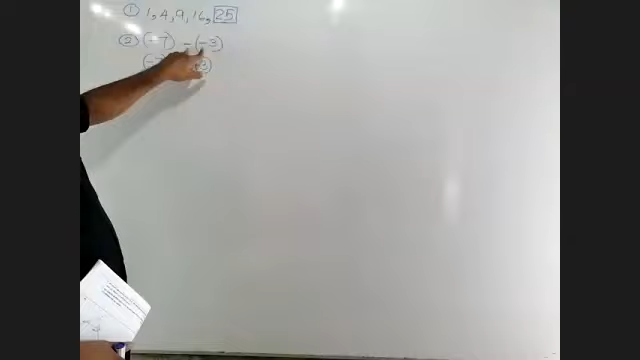 ① 1, 4, 9, 16, 25
② (-7) - (-3)
(-7
3)